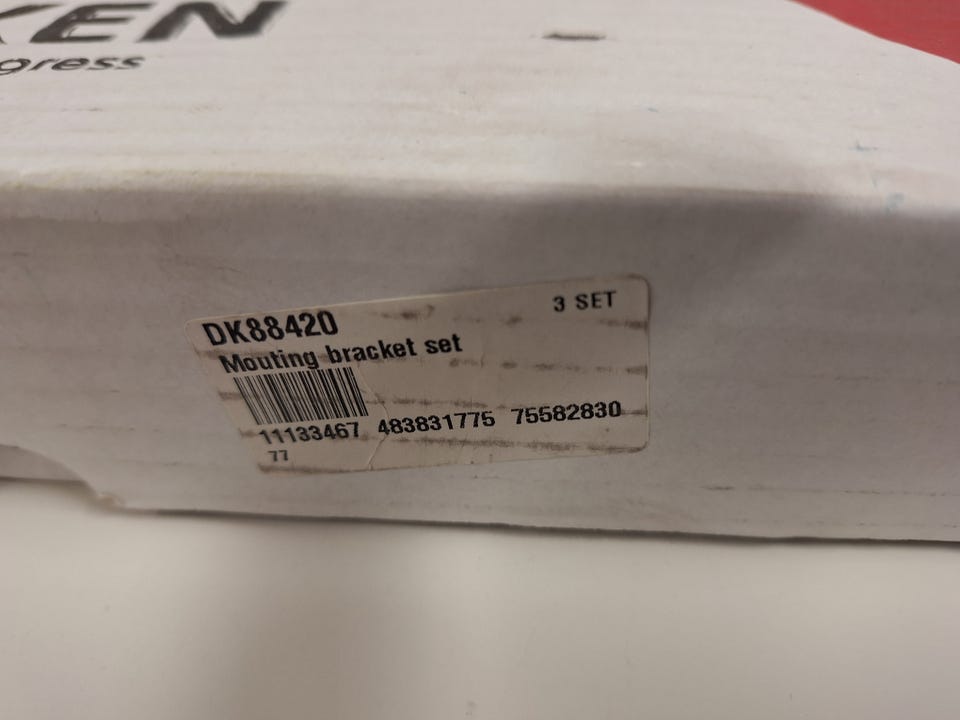 KEN
gress
DK88420
3 SET
Mouting bracket set
11133467 483831775 75582830
77